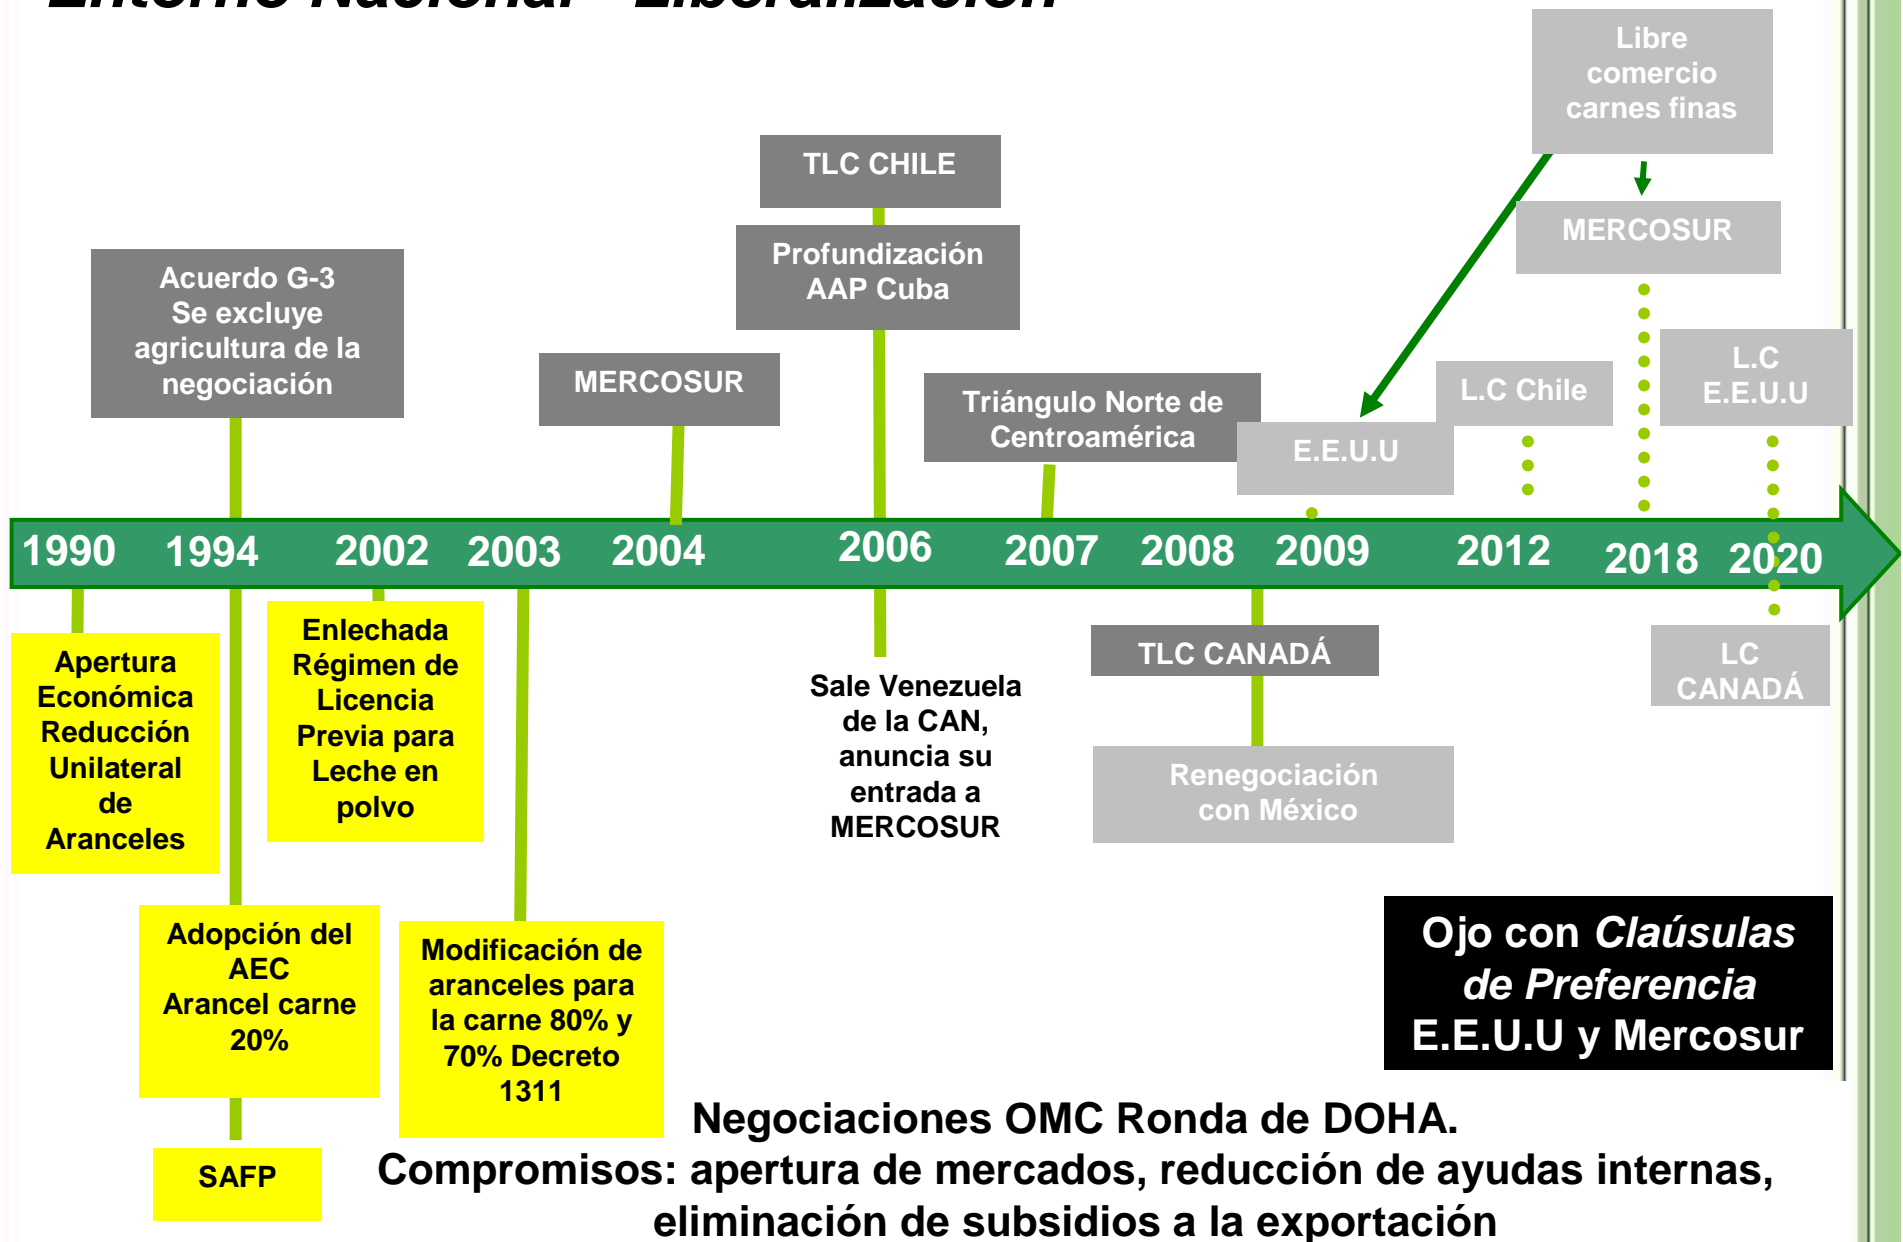 Entorno Nacional - Liberalización
Libre
comercio
carnes finas
TLC CHILE
MERCOSUR
Profundización
AAP Cuba
Acuerdo G-3
Se excluye
agricultura de la
negociación
MERCOSUR
Triángulo Norte de
Centroamérica
E.E.U.U
L.C Chile
L.C
E.E.U.U
1990 1994 2002 2003 2004 2006 2007 2008 2009 2012 2018 2020
Apertura
Económica
Reducción
Unilateral
de
Aranceles
Enlechada
Régimen de
Licencia
Previa para
Leche en
polvo
Sale Venezuela
de la CAN,
anuncia su
entrada a
MERCOSUR
TLC CANADÁ
Renegociación
con México
LC
CANADÁ
Adopción del
AEC
Arancel carne
20%
Modificación de
aranceles para
la carne 80% y
70% Decreto
1311
Ojo con Claúsulas
de Preferencia
E.E.U.U y Mercosur
SAFP
Negociaciones OMC Ronda de DOHA.
Compromisos: apertura de mercados, reducción de ayudas internas,
eliminación de subsidios a la exportación